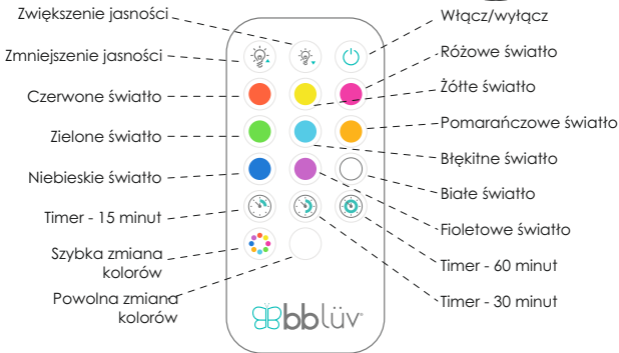 Zwiększenie jasności
Zmniejszenie jasności
Czerwone światło
Zielone światło
Niebieskie światło
Timer - 15 minut
Szybka zmiana
kolorów
Powolna zmiana
kolorów
Włącz/wyłącz
Różowe światło
Żółte światło
Pomarańczowe światło
Błękitne światło
Białe światło
Fioletowe światło
Timer - 60 minut
Timer - 30 minut
bblüv